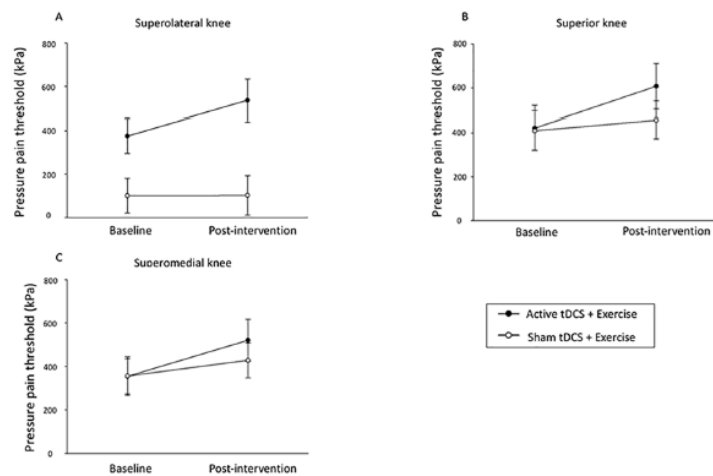 A
Superolateral knee
Pressure pain threshold (kPa)
800
600
400
200
0
Baseline
Post-intervention
B
Superior knee
Pressure pain threshold (kPa)
800
600
400
200
0
Baseline
Post-intervention
C
Superomedial knee
Pressure pain threshold (kPa)
800
600
400
200
0
Baseline
Post-intervention
Active tDCS + Exercise
Sham tDCS + Exercise